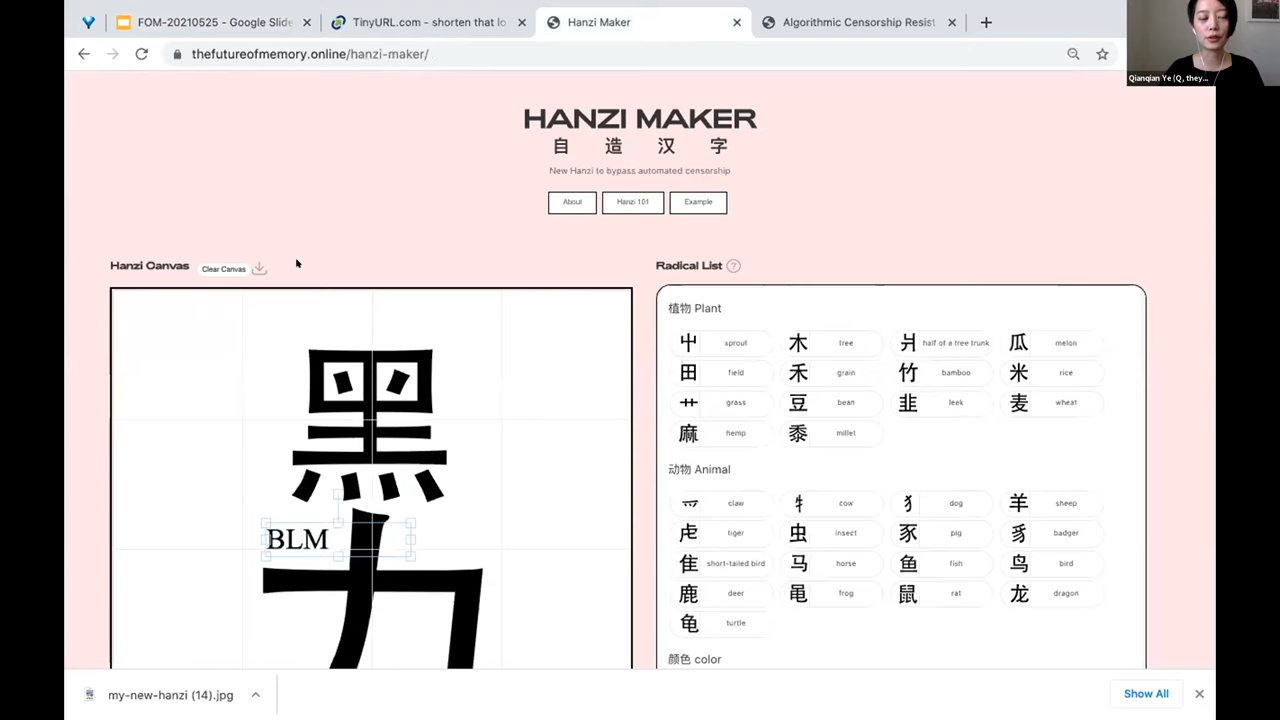 FOM-20210525 - Google Slide
TinyURL.com - shorten that lo
Hanzi Maker
Algorithmic Censorship Resist
thefutureofmemory.online/hanzi-maker/
Qianqian Ye (Q, they...
HANZI MAKER
自 造 汉 字
New Hanzi to bypass automated censorship
About Hanzi 101 Example
Hanzi Canvas Clear Canvas
黑
BLM
力
Radical List ?
植物 Plant
屮 sprout 木 tree 爿 half of a tree trunk 瓜 melon
田 field 禾 grain 竹 bamboo 米 rice
艹 grass 豆 bean 韭 leek 麦 wheat
麻 hemp 黍 millet
动物 Animal
爫 claw 牜 cow 犭 dog 羊 sheep
虍 tiger 虫 insect 豕 pig 豸 badger
隹 short-tailed bird 马 horse 鱼 fish 鸟 bird
鹿 deer 黾 frog 鼠 rat 龙 dragon
龟 turtle
颜色 color
my-new-hanzi (14).jpg
Show All